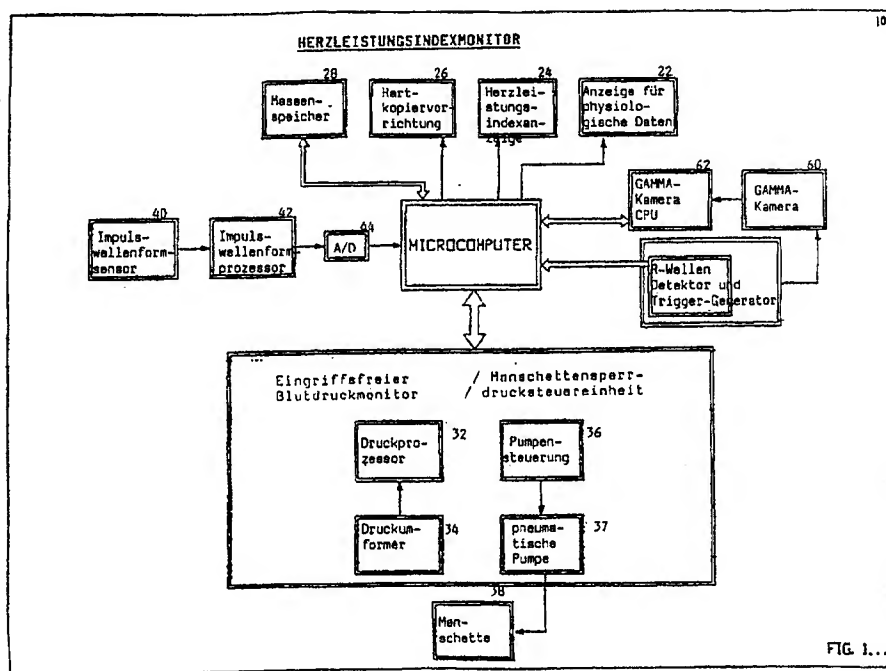 10
HERZLEISTUNGSINDEXMONITOR
28
26
24
22
Massen-
speicher
Hart-
kopiervor-
richtung
Herzlei-
stungs-
indexan-
zeige
Anzeige für
physiolo-
gische Daten
62
60
GAMMA-
Kamera
CPU
GAMMA-
Kamera
40
42
44
Impuls-
wellenform-
sensor
Impuls-
wellenform-
prozessor
A/D
MICROCOMPUTER
R-Wellen
Detektor und
Trigger-Generator
...
Eingriffsfreier / Manschettensperr-
Blutdruckmonitor / drucksteuereinheit
32
36
Druckpro-
zessor
Pumpen-
steuerung
34
37
Druckum-
former
pneuma-
tische
Pumpe
38
Man-
schette
FIG. 1...